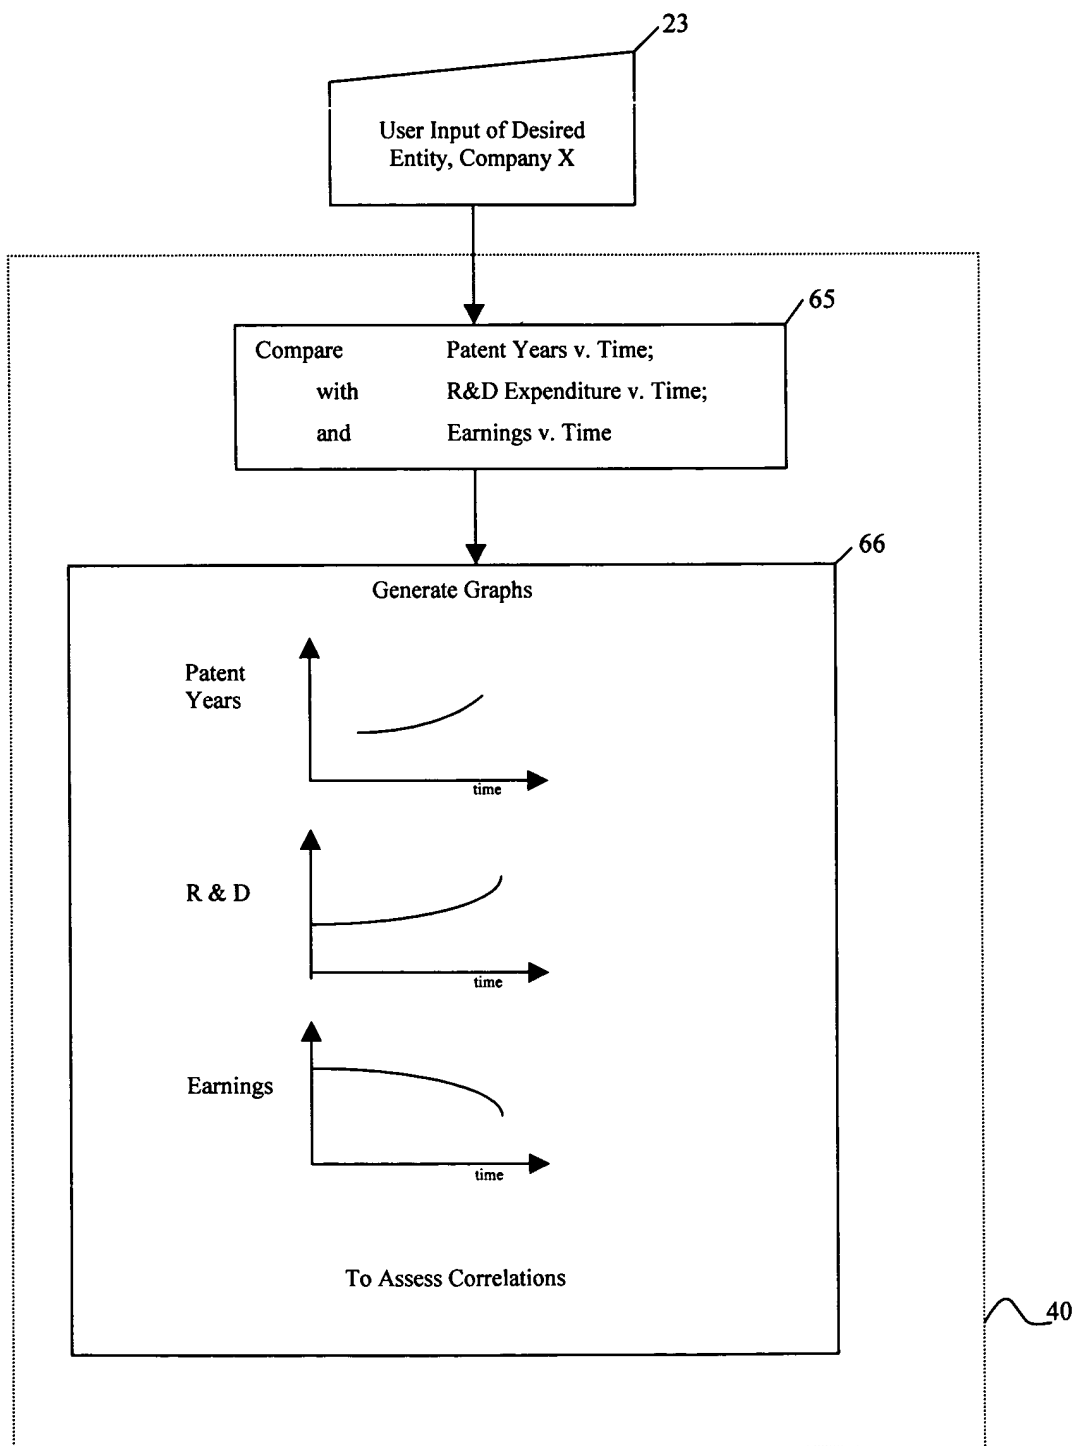 23
User Input of Desired
Entity, Company X
65
Compare Patent Years v. Time;
with R&D Expenditure v. Time;
and Earnings v. Time
66
Generate Graphs
Patent
Years
time
R & D
time
Earnings
time
To Assess Correlations
40